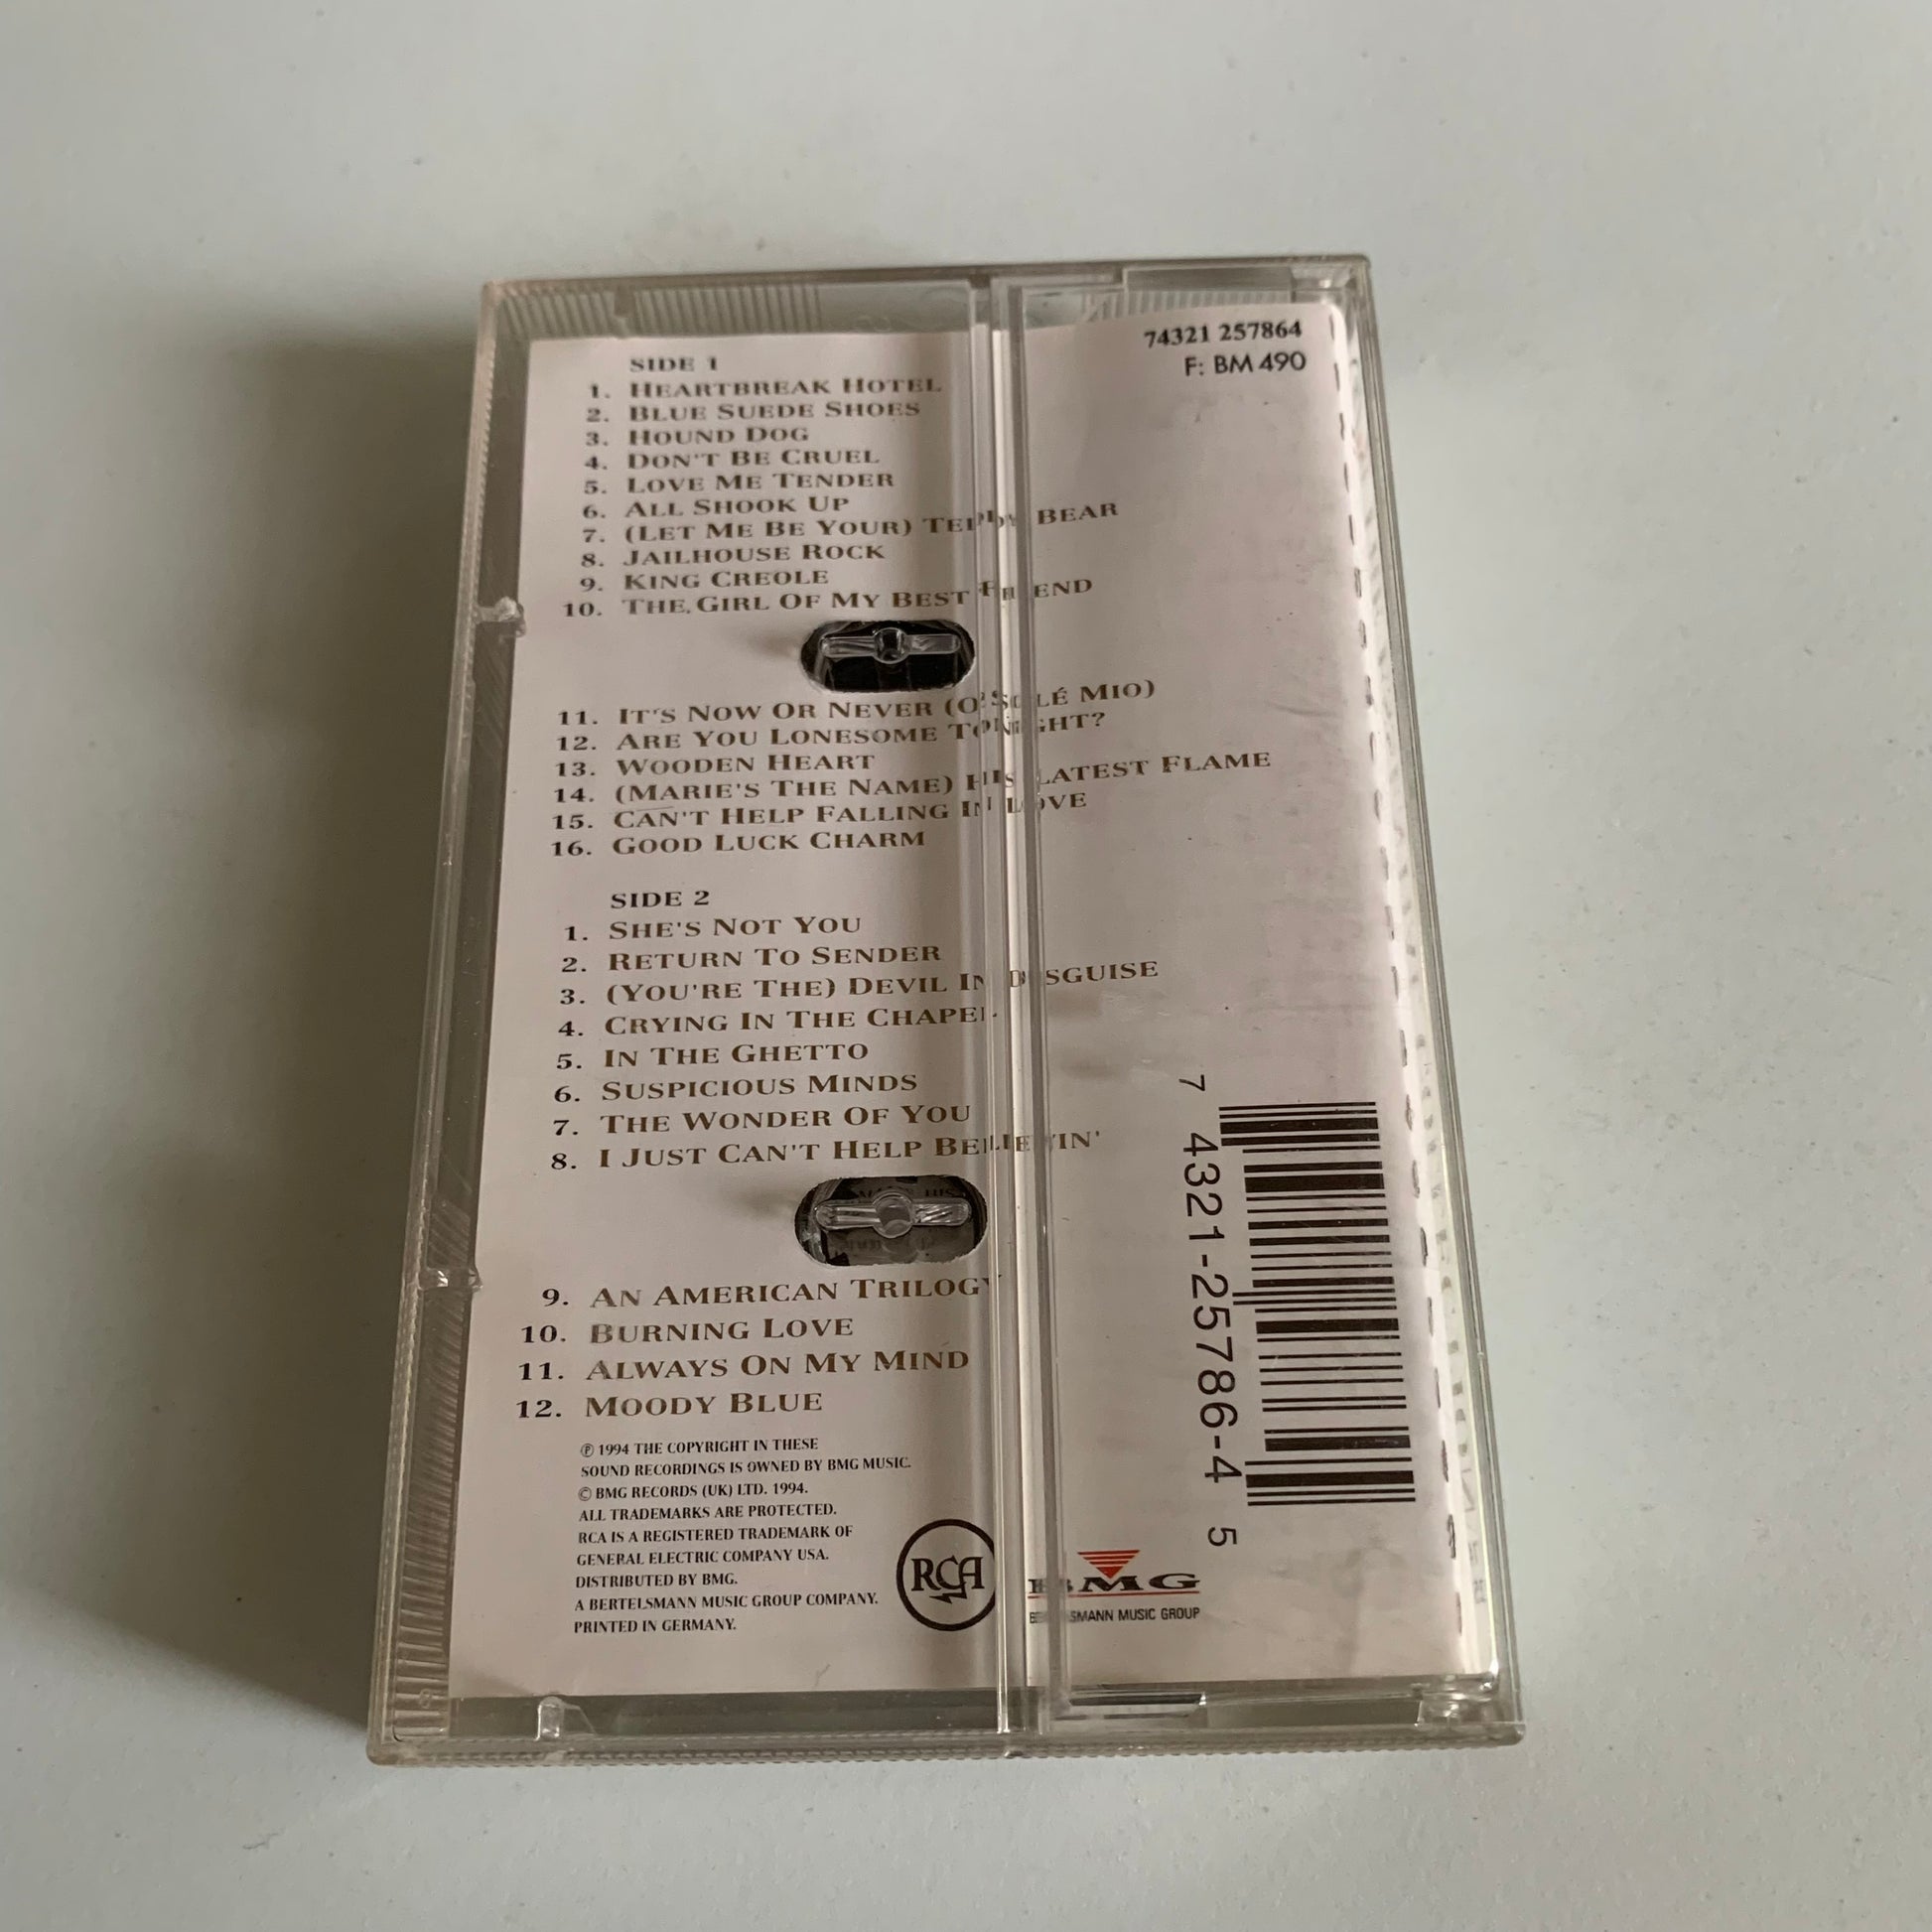 74321 257864
F: BM 490
SIDE 1
1. HEARTBREAK HOTEL
2. BLUE SUEDE SHOES
3. HOUND DOG
4. DON'T BE CRUEL
5. LOVE ME TENDER
6. ALL SHOOK UP
7. (LET ME BE YOUR) TEDDY BEAR
8. JAILHOUSE ROCK
9. KING CREOLE
10. THE GIRL OF MY BEST FRIEND
11. IT'S NOW OR NEVER (O' SOLÉ MIO)
12. ARE YOU LONESOME TONIGHT?
13. WOODEN HEART
14. (MARIE'S THE NAME) HIS LATEST FLAME
15. CAN'T HELP FALLING IN LOVE
16. GOOD LUCK CHARM
SIDE 2
1. SHE'S NOT YOU
2. RETURN TO SENDER
3. (YOU'RE THE) DEVIL IN DISGUISE
4. CRYING IN THE CHAPEL
5. IN THE GHETTO
6. SUSPICIOUS MINDS
7. THE WONDER OF YOU
8. I JUST CAN'T HELP BELIEVIN'
9. AN AMERICAN TRILOGY
10. BURNING LOVE
11. ALWAYS ON MY MIND
12. MOODY BLUE
℗ 1994 THE COPYRIGHT IN THESE
SOUND RECORDINGS IS OWNED BY BMG MUSIC.
© BMG RECORDS (UK) LTD. 1994.
ALL TRADEMARKS ARE PROTECTED.
RCA IS A REGISTERED TRADEMARK OF
GENERAL ELECTRIC COMPANY USA.
DISTRIBUTED BY BMG.
A BERTELSMANN MUSIC GROUP COMPANY.
PRINTED IN GERMANY.
RCA
BMG
BERTELSMANN MUSIC GROUP
7 4321-25786-4 5